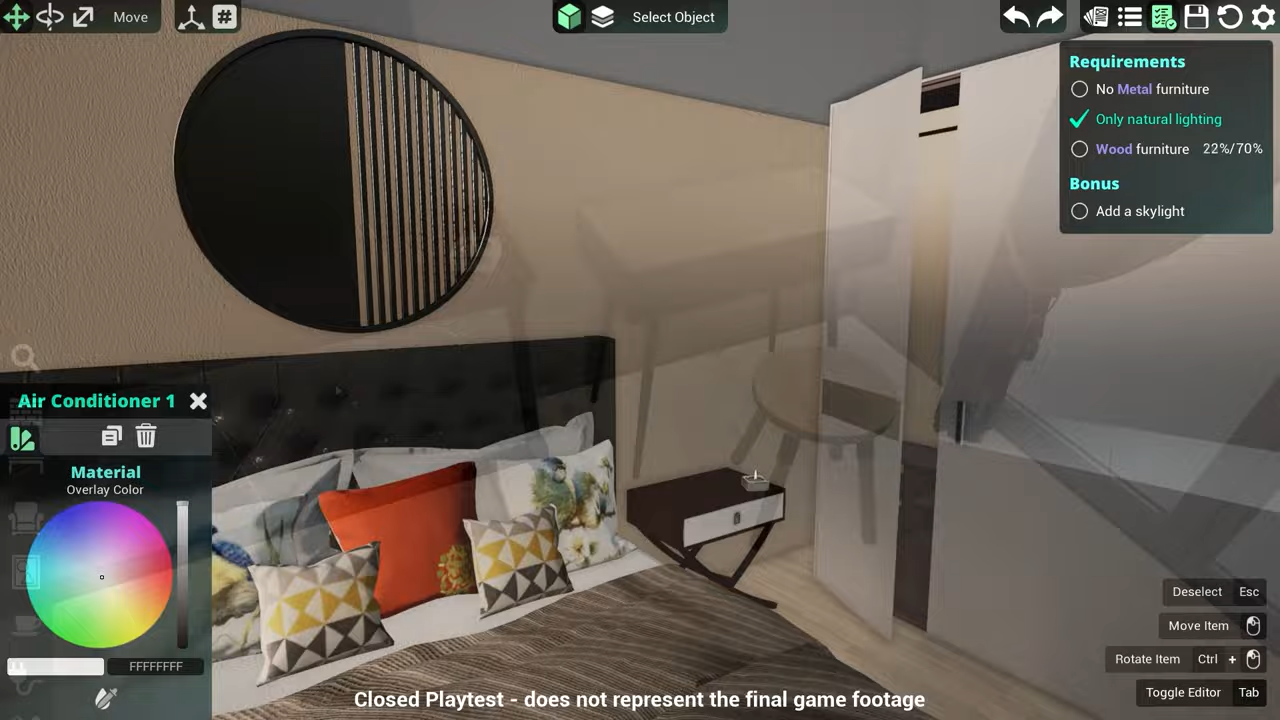 Move
#
Select Object
Requirements
No Metal furniture
Only natural lighting
Wood furniture 22%/70%
Bonus
Add a skylight
Air Conditioner 1
Material
Overlay Color
FFFFFFFF
Deselect Esc
Move Item
Rotate Item Ctrl +
Toggle Editor Tab
Closed Playtest - does not represent the final game footage